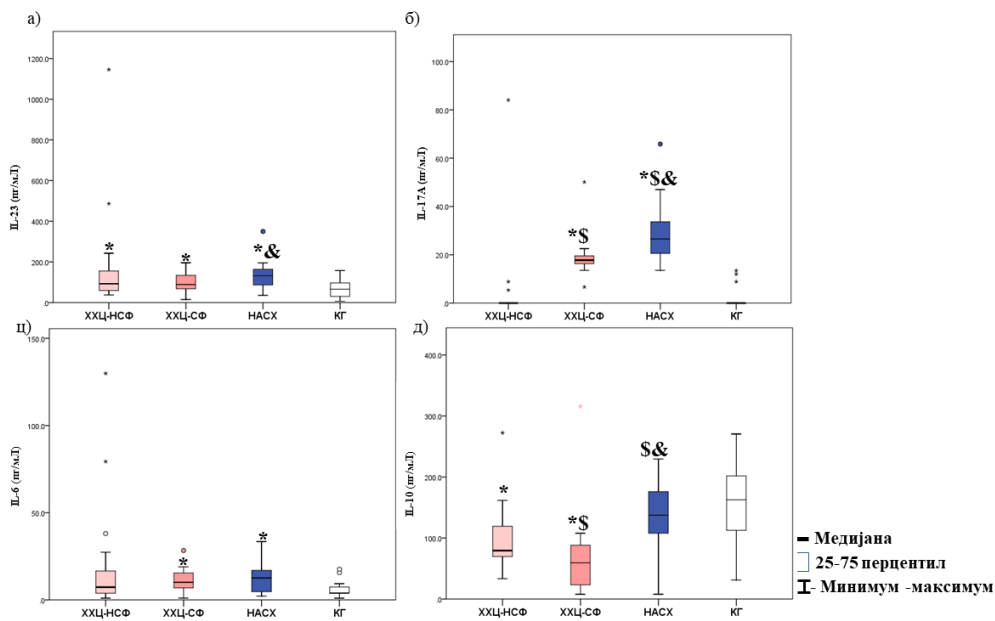 а)
1200.0
1000.0
800.0
600.0
400.0
200.0
.0
IL-23 (пг/мЛ)
*
*
*&
ХХЦ-НСФ ХХЦ-СФ НАСХ КГ
б)
100.0
80.0
60.0
40.0
20.0
.0
IL-17A (пг/мЛ)
*$
*$&
ХХЦ-НСФ ХХЦ-СФ НАСХ КГ
ц)
150.0
100.0
50.0
.0
IL-6 (пг/мЛ)
*
*
ХХЦ-НСФ ХХЦ-СФ НАСХ КГ
д)
400.0
300.0
200.0
100.0
.0
IL-10 (пг/мЛ)
*
*$
$&
ХХЦ-НСФ ХХЦ-СФ НАСХ КГ
Медијана
25-75 перцентил
- Минимум -максимум